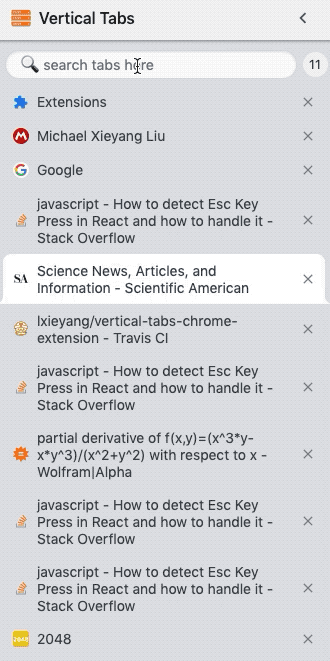 Vertical Tabs
search tabs here
11
Extensions
Michael Xieyang Liu
Google
javascript - How to detect Esc Key
Press in React and how to handle it -
Stack Overflow
SA
Science News, Articles, and
Information - Scientific American
lxieyang/vertical-tabs-chrome-
extension - Travis CI
javascript - How to detect Esc Key
Press in React and how to handle it -
Stack Overflow
partial derivative of f(x,y)=(x^3*y-
x*y^3)/(x^2+y^2) with respect to x -
Wolfram|Alpha
javascript - How to detect Esc Key
Press in React and how to handle it -
Stack Overflow
javascript - How to detect Esc Key
Press in React and how to handle it -
Stack Overflow
2048